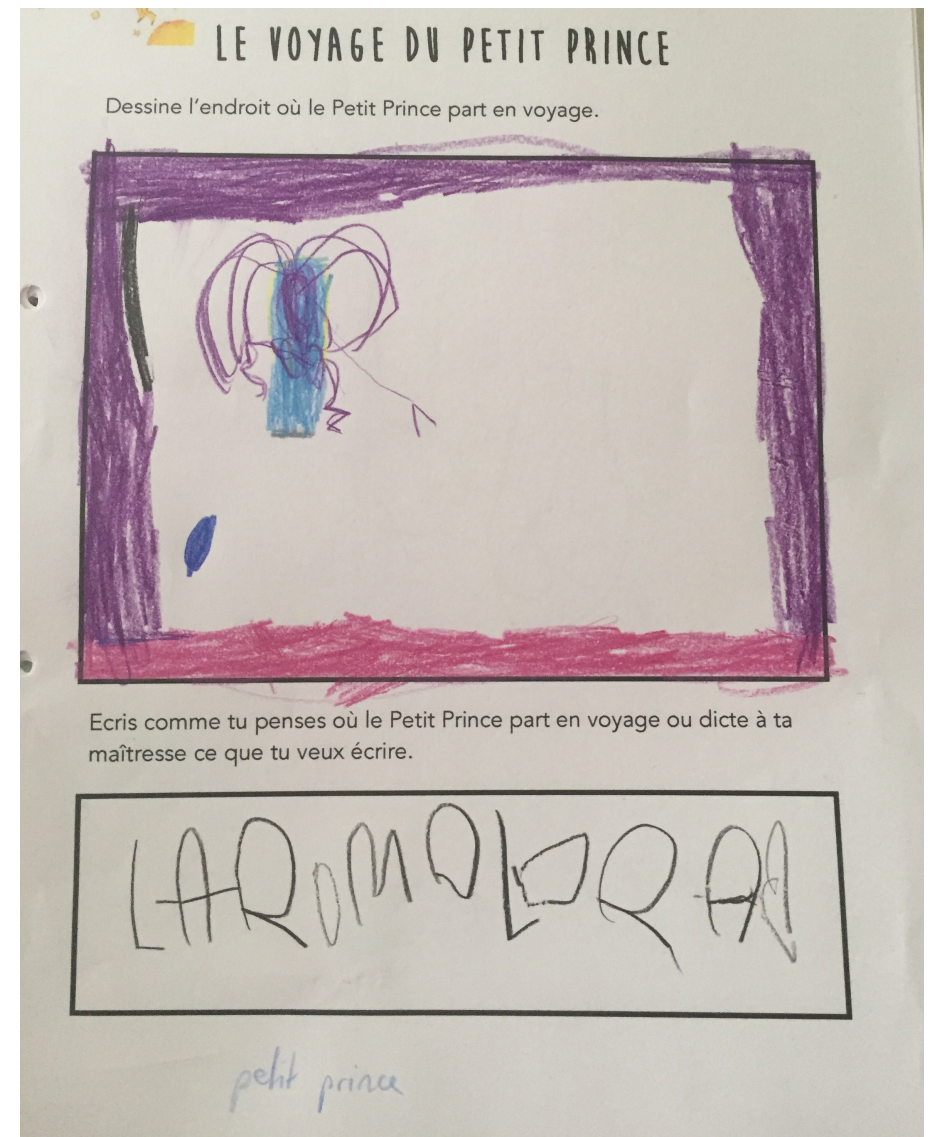 LE VOYAGE DU PETIT PRINCE
Dessine l'endroit où le Petit Prince part en voyage.
Ecris comme tu penses où le Petit Prince part en voyage ou dicte à ta
maîtresse ce que tu veux écrire.
petit prince